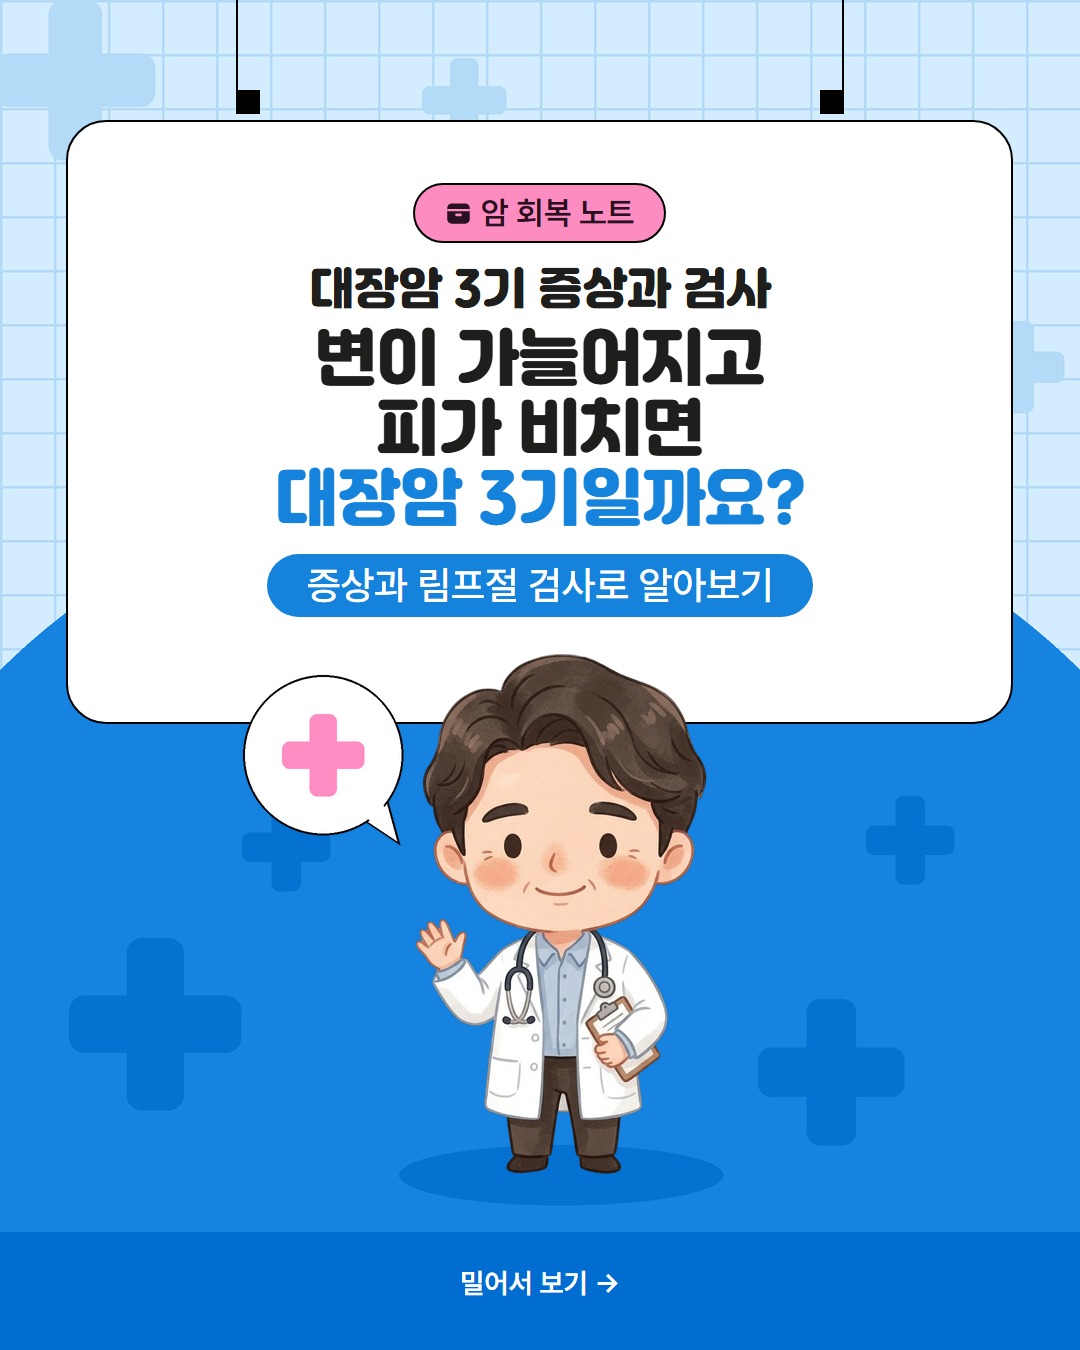 암 회복 노트
대장암 3기 증상과 검사
변이 가늘어지고
피가 비치면
대장암 3기일까요?
증상과 림프절 검사로 알아보기
밀어서 보기 →